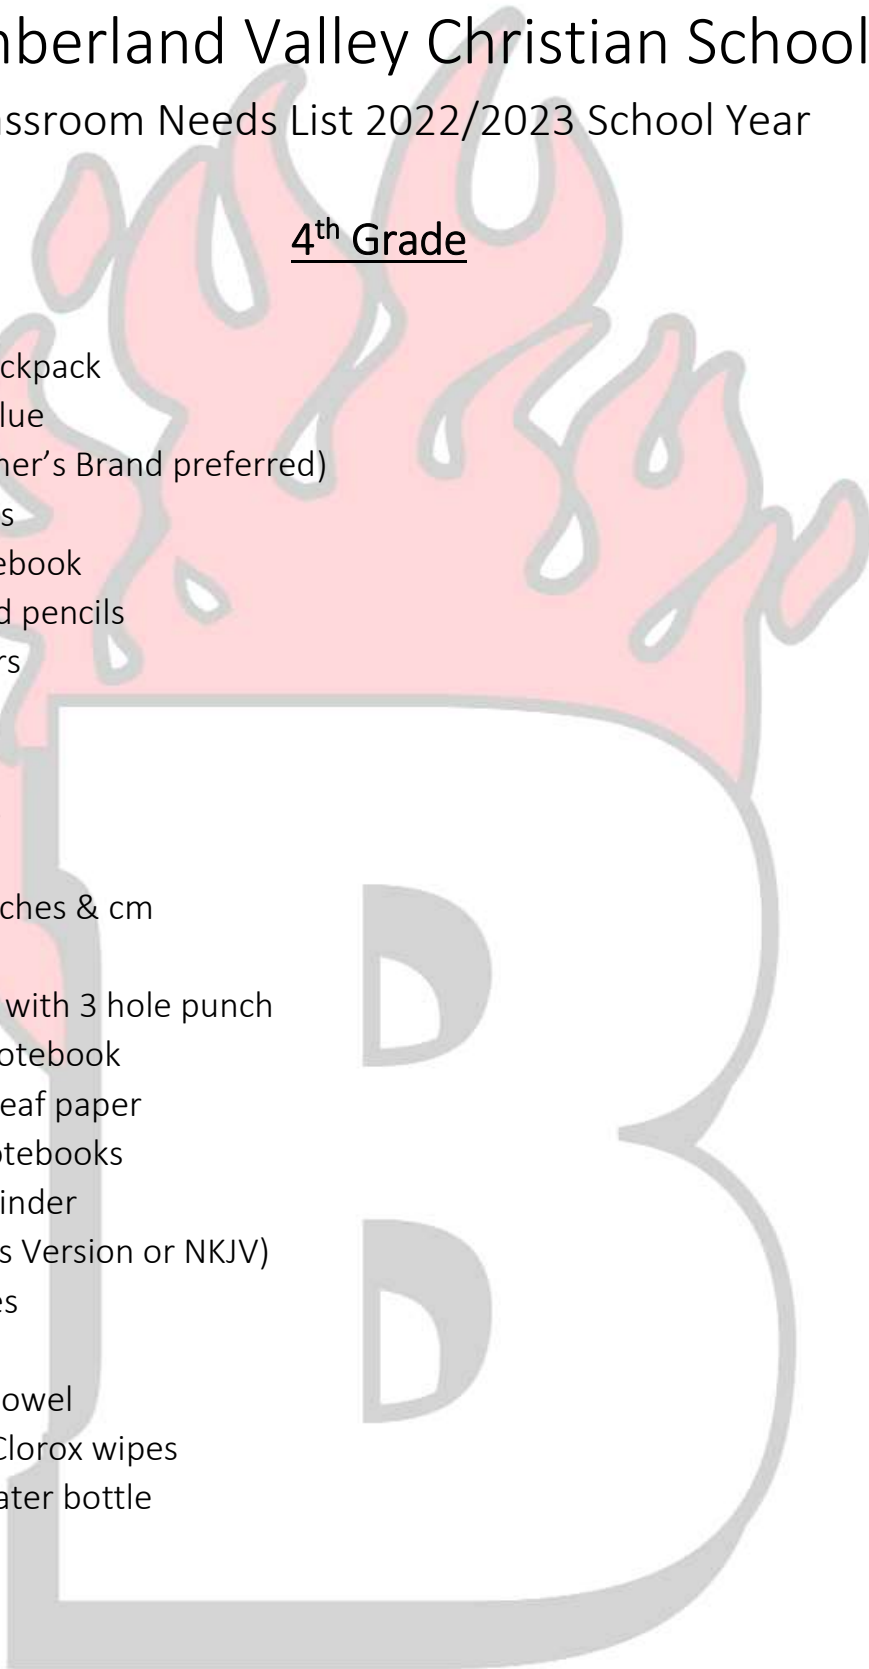 mberland Valley Christian School
assroom Needs List 2022/2023 School Year
4th Grade
ckpack
lue
ner's Brand preferred)
s
ebook
d pencils
rs
ches & cm
with 3 hole punch
otebook
eaf paper
otebooks
inder
s Version or NKJV)
es
owel
Clorox wipes
ater bottle
B